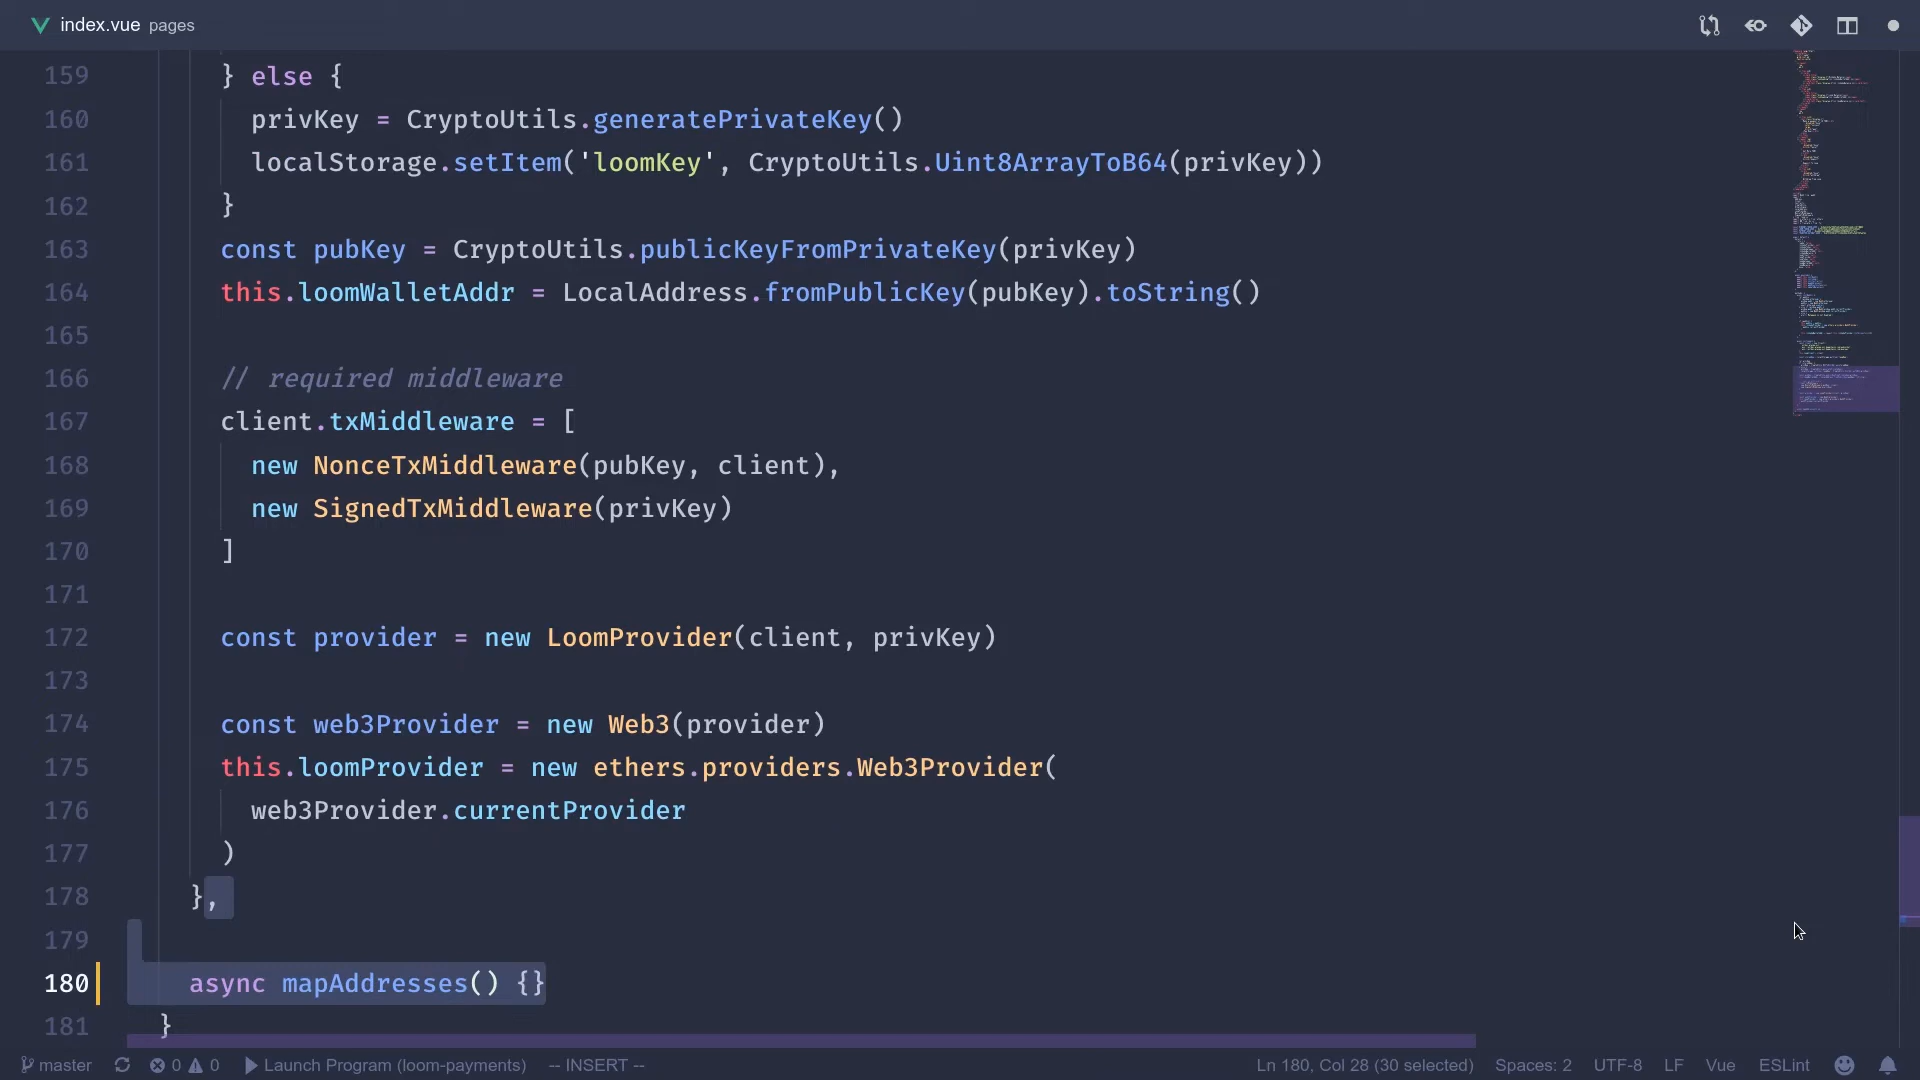 index.vue pages
159 } else {
160 privKey = CryptoUtils.generatePrivateKey()
161 localStorage.setItem('loomKey', CryptoUtils.Uint8ArrayToB64(privKey))
162 }
163 const pubKey = CryptoUtils.publicKeyFromPrivateKey(privKey)
164 this.loomWalletAddr = LocalAddress.fromPublicKey(pubKey).toString()
165
166 // required middleware
167 client.txMiddleware = [
168 new NonceTxMiddleware(pubKey, client),
169 new SignedTxMiddleware(privKey)
170 ]
171
172 const provider = new LoomProvider(client, privKey)
173
174 const web3Provider = new Web3(provider)
175 this.loomProvider = new ethers.providers.Web3Provider(
176 web3Provider.currentProvider
177 )
178 },
179
180 async mapAddresses() {}
181 }
master 0 0 Launch Program (loom-payments) -- INSERT -- Ln 180, Col 28 (30 selected) Spaces: 2 UTF-8 LF Vue ESLint